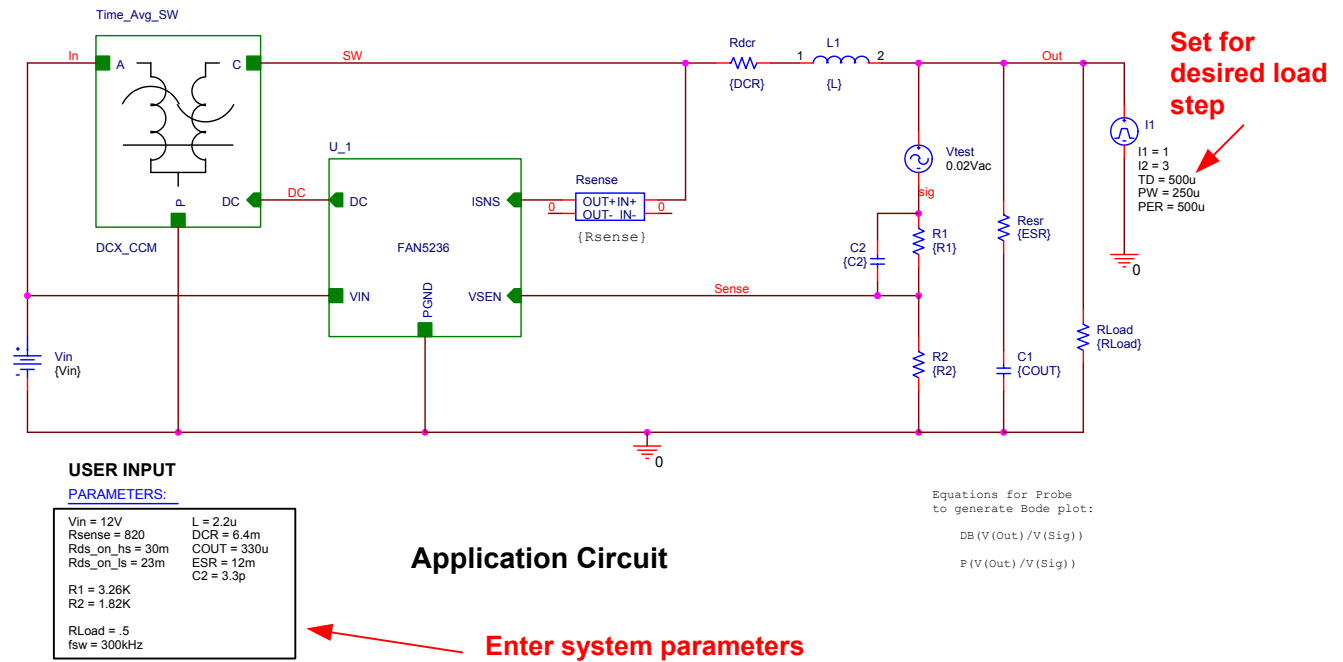 Time_Avg_SW
In
A
C
SW
P
DC
DC
DCX_CCM
U_1
DC
ISNS
FAN5236
VIN
PGND
VSEN
Rsense
OUT+IN+
OUT- IN-
0
0
{Rsense}
Rdcr
{DCR}
1
L1
2
{L}
Out
Set for
desired load
step
I1
I1 = 1
I2 = 3
TD = 500u
PW = 250u
PER = 500u
0
Vtest
0.02Vac
sig
C2
{C2}
R1
{R1}
Resr
{ESR}
Sense
R2
{R2}
C1
{COUT}
RLoad
{RLoad}
Vin
{Vin}
0
USER INPUT
PARAMETERS:
Vin = 12V
Rsense = 820
Rds_on_hs = 30m
Rds_on_ls = 23m
R1 = 3.26K
R2 = 1.82K
RLoad = .5
fsw = 300kHz
L = 2.2u
DCR = 6.4m
COUT = 330u
ESR = 12m
C2 = 3.3p
Application Circuit
Enter system parameters
Equations for Probe
to generate Bode plot:
DB(V(Out)/V(Sig))
P(V(Out)/V(Sig))